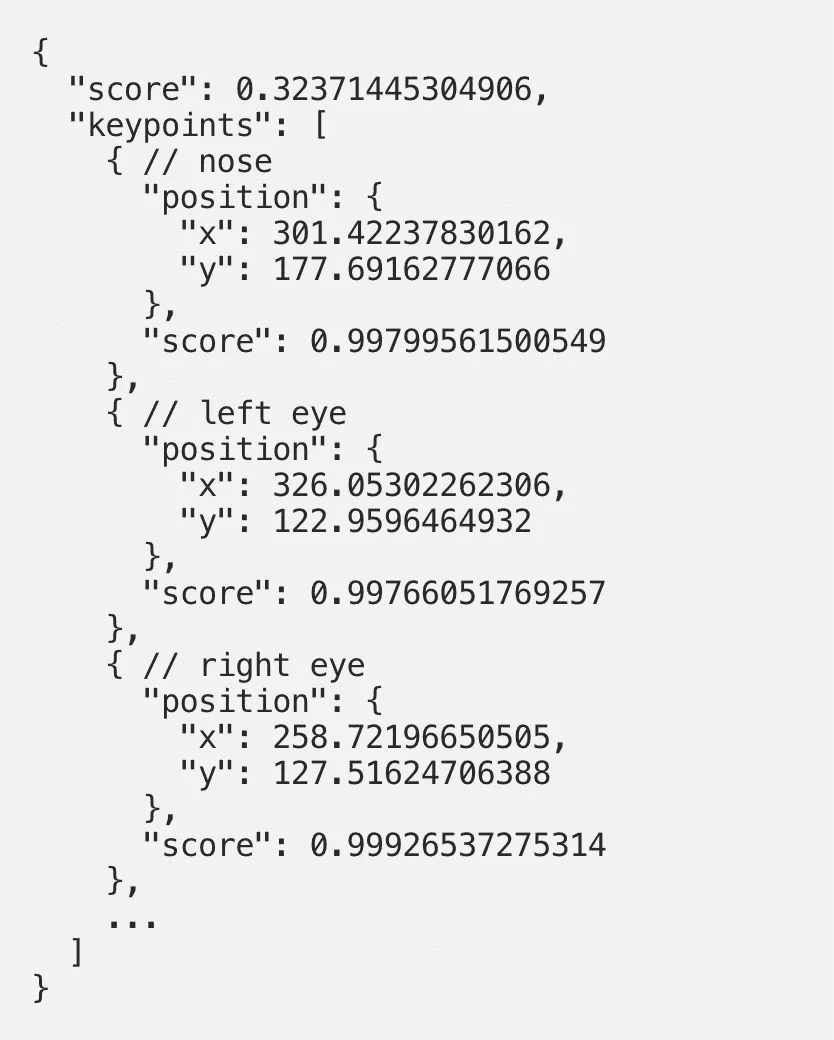 {
  "score": 0.32371445304906,
  "keypoints": [
    { // nose
      "position": {
        "x": 301.42237830162,
        "y": 177.69162777066
      },
      "score": 0.99799561500549
    },
    { // left eye
      "position": {
        "x": 326.05302262306,
        "y": 122.9596464932
      },
      "score": 0.99766051769257
    },
    { // right eye
      "position": {
        "x": 258.72196650505,
        "y": 127.51624706388
      },
      "score": 0.99926537275314
    },
    ...
  ]
}